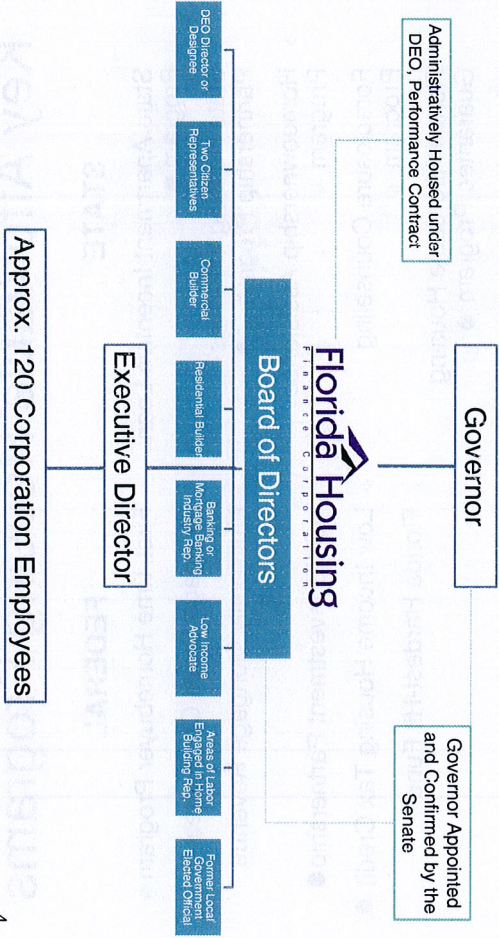 Governor
Administratively Housed under
DEO, Performance Contract
Governor Appointed
and Confirmed by the
Senate
Florida Housing
Finance Corporation
Board of Directors
DEO Director or
Designee
Two Citizen
Representatives
Commercial
Builder
Residential Builder
Banking or
Mortgage Banking
Industry Rep.
Low Income
Advocate
Areas of Labor
Engaged in Home
Building Rep.
Former Local
Government
Elected Official
Executive Director
Approx. 120 Corporation Employees
4